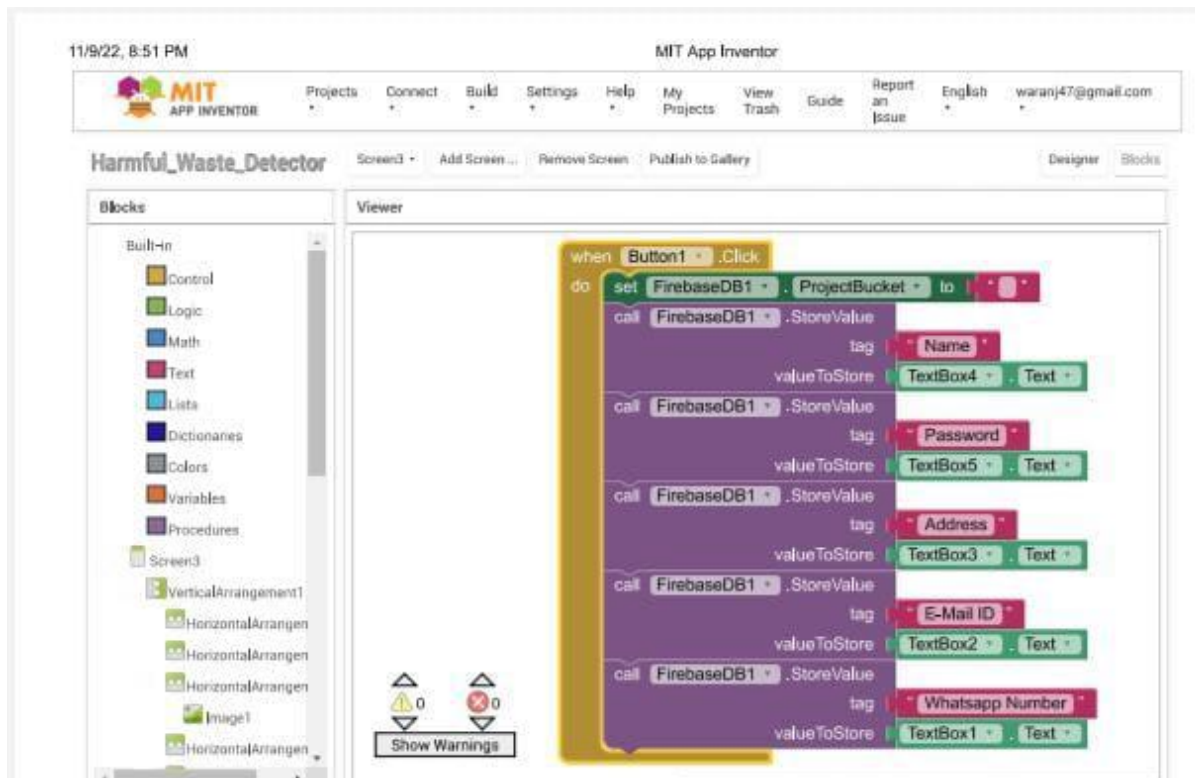 11/9/22, 8:51 PM MIT App Inventor
MIT APP INVENTOR Projects Connect Build Settings Help My Projects View Trash Guide Report an Issue English waranj47@gmail.com
Harmful_Waste_Detector Screen3 Add Screen ... Remove Screen Publish to Gallery Designer Blocks
Blocks Viewer
Built-in
Control
Logic
Math
Text
Lists
Dictionaries
Colors
Variables
Procedures
Screen3
VerticalArrangement1
HorizontalArrangen
HorizontalArrangen
HorizontalArrangen
Image1
HorizontalArrangen
when Button1 .Click
do set FirebaseDB1 . ProjectBucket to " "
call FirebaseDB1 .StoreValue
tag " Name "
valueToStore TextBox4 . Text
call FirebaseDB1 .StoreValue
tag " Password "
valueToStore TextBox5 . Text
call FirebaseDB1 .StoreValue
tag " Address "
valueToStore TextBox3 . Text
call FirebaseDB1 .StoreValue
tag " E-Mail ID "
valueToStore TextBox2 . Text
call FirebaseDB1 .StoreValue
tag " Whatsapp Number "
valueToStore TextBox1 . Text
0 0
Show Warnings